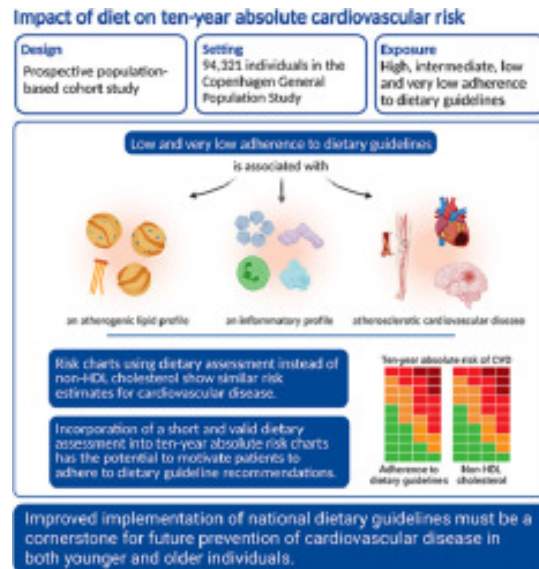 Impact of diet on ten-year absolute cardiovascular risk
Design
Prospective population-
based cohort study
Setting
94,321 individuals in the
Copenhagen General
Population Study
Exposure
High, intermediate, low
and very low adherence
to dietary guidelines
Low and very low adherence to dietary guidelines
is associated with
an atherogenic lipid profile
an inflammatory profile
atherosclerotic cardiovascular disease
Risk charts using dietary assessment instead of
non-HDL cholesterol show similar risk
estimates for cardiovascular disease.
Incorporation of a short and valid dietary
assessment into ten-year absolute risk charts
has the potential to motivate patients to
adhere to dietary guideline recommendations.
Ten-year absolute risk of CVD
Adherence to
dietary guidelines
Non-HDL
cholesterol
Improved implementation of national dietary guidelines must be a
cornerstone for future prevention of cardiovascular disease in
both younger and older individuals.